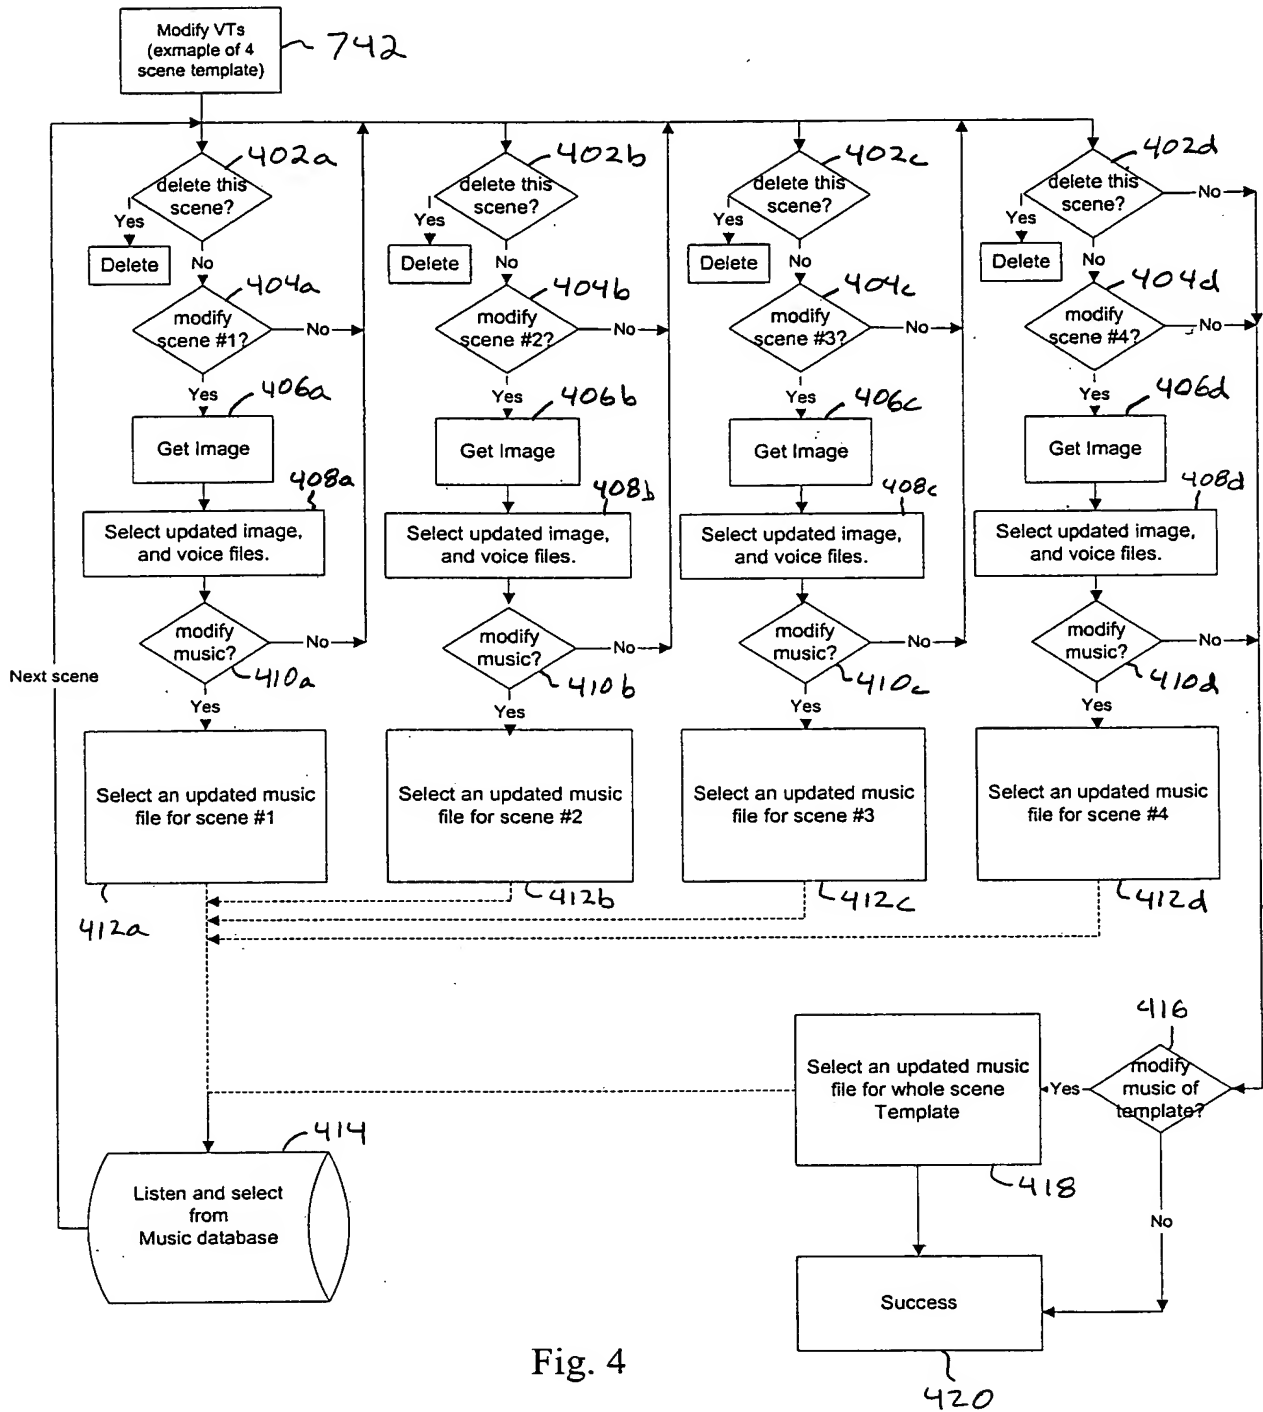 Modify VTs
(exmaple of 4
scene template)
742
402a
402b
402c
402d
delete this
scene?
delete this
scene?
delete this
scene?
delete this
scene?
No
Yes
Yes
Yes
Yes
Delete
No
Delete
No
Delete
No
Delete
No
404a
404b
404c
404d
modify
scene #1?
No
modify
scene #2?
No
modify
scene #3?
No
modify
scene #4?
No
Yes
Yes
Yes
Yes
406a
406b
406c
406d
Get Image
Get Image
Get Image
Get Image
408a
408b
408c
408d
Select updated image,
and voice files.
Select updated image,
and voice files.
Select updated image,
and voice files.
Select updated image,
and voice files.
modify
music?
No
modify
music?
No
modify
music?
No
modify
music?
No
Next scene
410a
410b
410c
410d
Yes
Yes
Yes
Yes
Select an updated music
file for scene #1
Select an updated music
file for scene #2
Select an updated music
file for scene #3
Select an updated music
file for scene #4
412a
412b
412c
412d
416
Select an updated music
file for whole scene
Template
Yes
modify
music of
template?
414
418
Listen and select
from
Music database
No
Success
Fig. 4
420